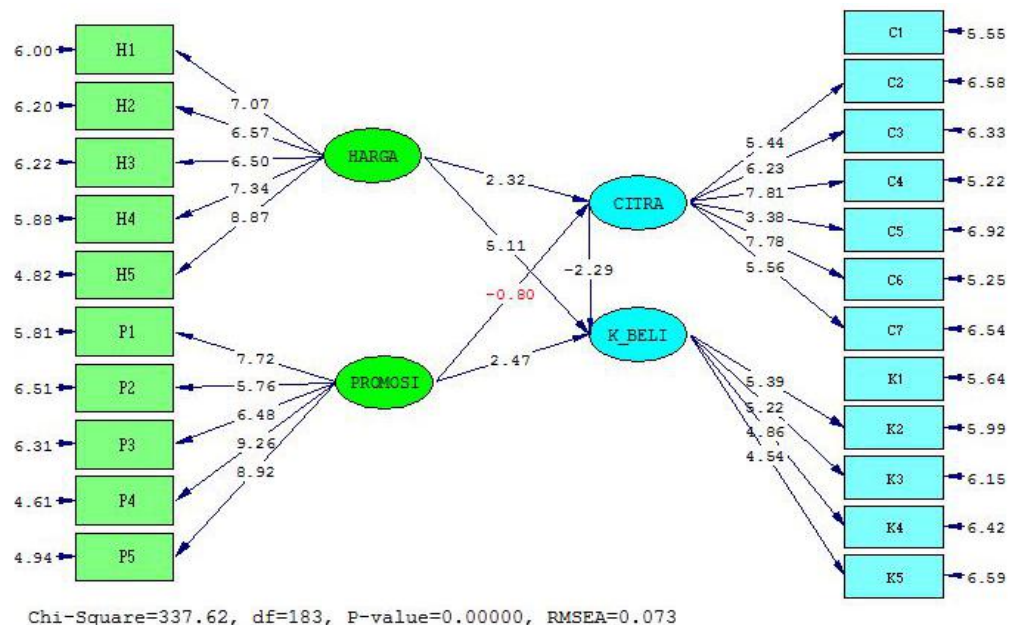 6.00 H1
6.20 H2
6.22 H3
5.88 H4
4.82 H5
5.81 P1
6.51 P2
6.31 P3
4.61 P4
4.94 P5
7.07
6.57
6.50
7.34
8.87
7.72
5.76
6.48
9.26
8.92
HARGA
PROMOSI
2.32
5.11
-0.80
2.47
-2.29
CITRA
K_BELI
5.44
6.23
7.81
3.38
7.78
5.56
5.39
5.22
4.86
4.54
C1 5.55
C2 6.58
C3 6.33
C4 5.22
C5 6.92
C6 5.25
C7 6.54
K1 5.64
K2 5.99
K3 6.15
K4 6.42
K5 6.59
Chi-Square=337.62, df=183, P-value=0.00000, RMSEA=0.073